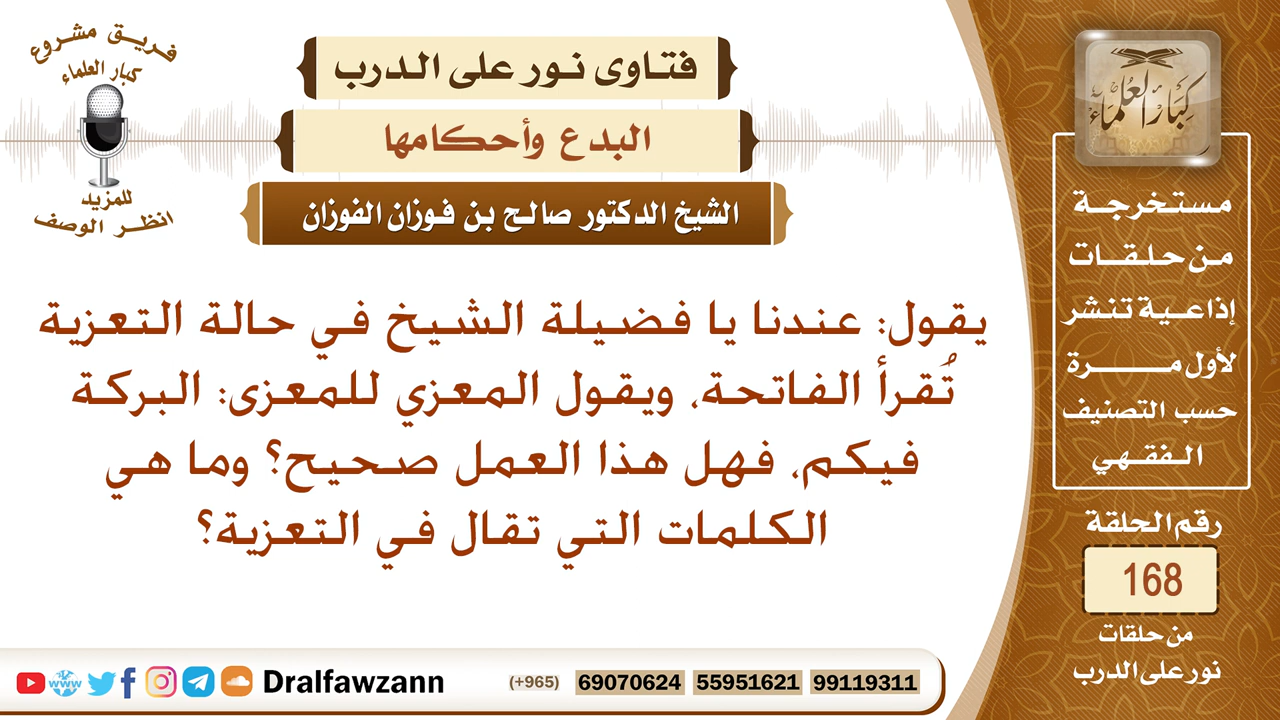 فريق مشروع
كبار العلماء
للمزيد
انظر الوصف
فتاوى نور على الدرب
البدع وأحكامها
الشيخ الدكتور صالح بن فوزان الفوزان
يقول: عندنا يا فضيلة الشيخ في حالة التعزية
تُقرأ الفاتحة، ويقول المعزي للمعزى: البركة
فيكم، فهل هذا العمل صحيح؟ وما هي
الكلمات التي تقال في التعزية؟
كبار العلماء
مستخرجة
من حلقات
إذاعية تنشر
لأول مرة
حسب التصنيف
الفقهي
رقم الحلقة
168
من حلقات
نور على الدرب
www Dralfawzann (+965) 69070624 55951621 99119311